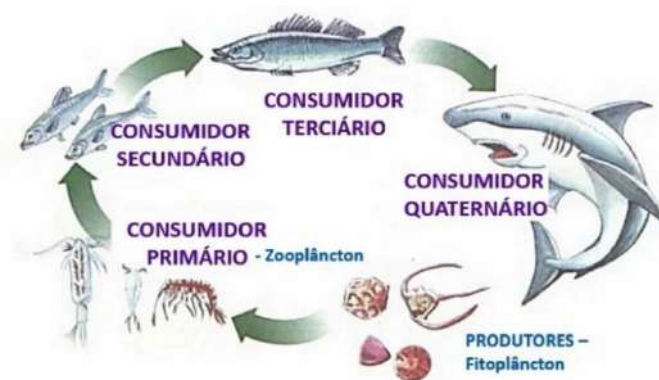 CONSUMIDOR
TERCIÁRIO
CONSUMIDOR
SECUNDÁRIO
CONSUMIDOR
QUATERNÁRIO
CONSUMIDOR
PRIMÁRIO - Zooplâncton
PRODUTORES –
Fitoplâncton